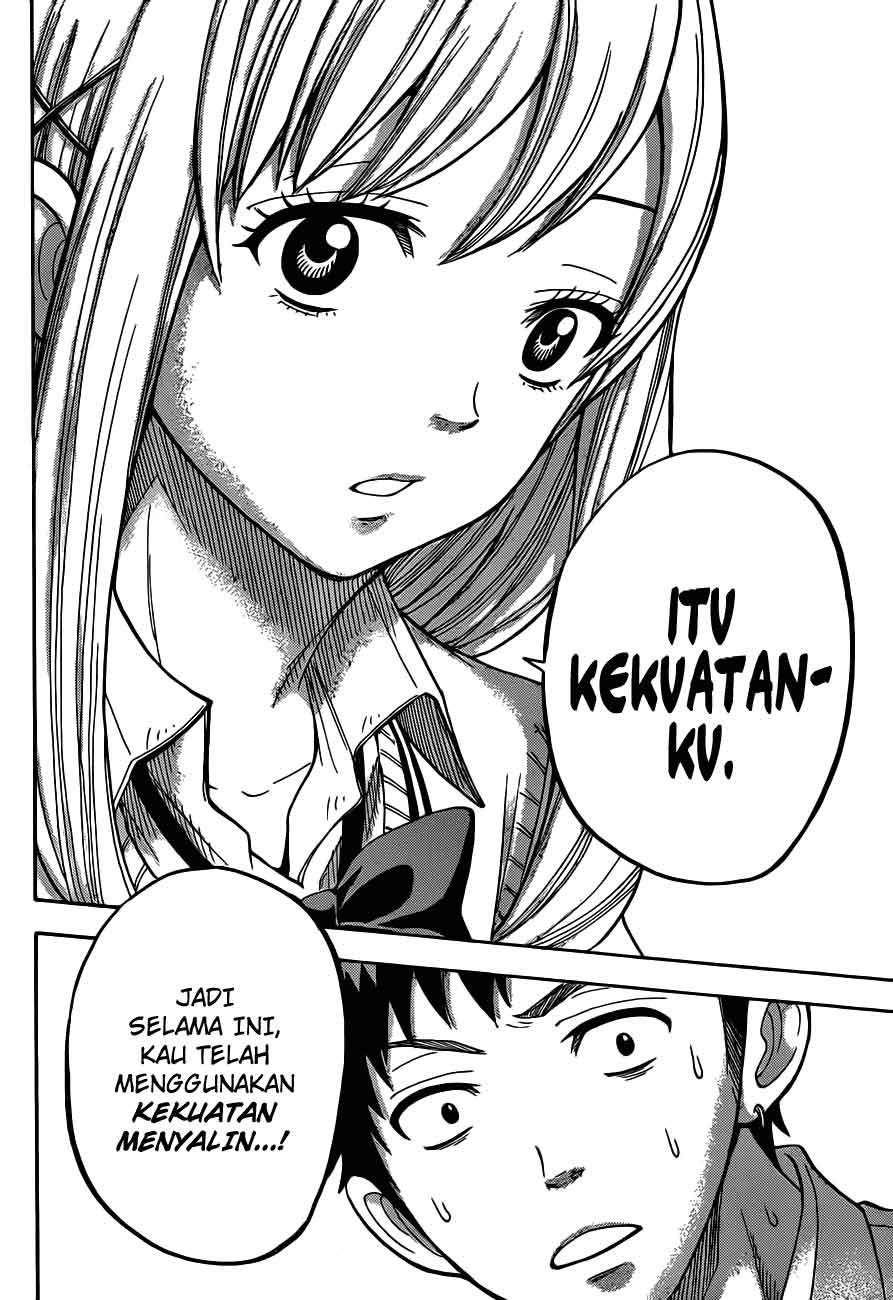 ITU
KEKUATAN-
KU.
JADI
SELAMA INI,
KAU TELAH
MENGGUNAKAN
KEKUATAN
MENYALIN...!